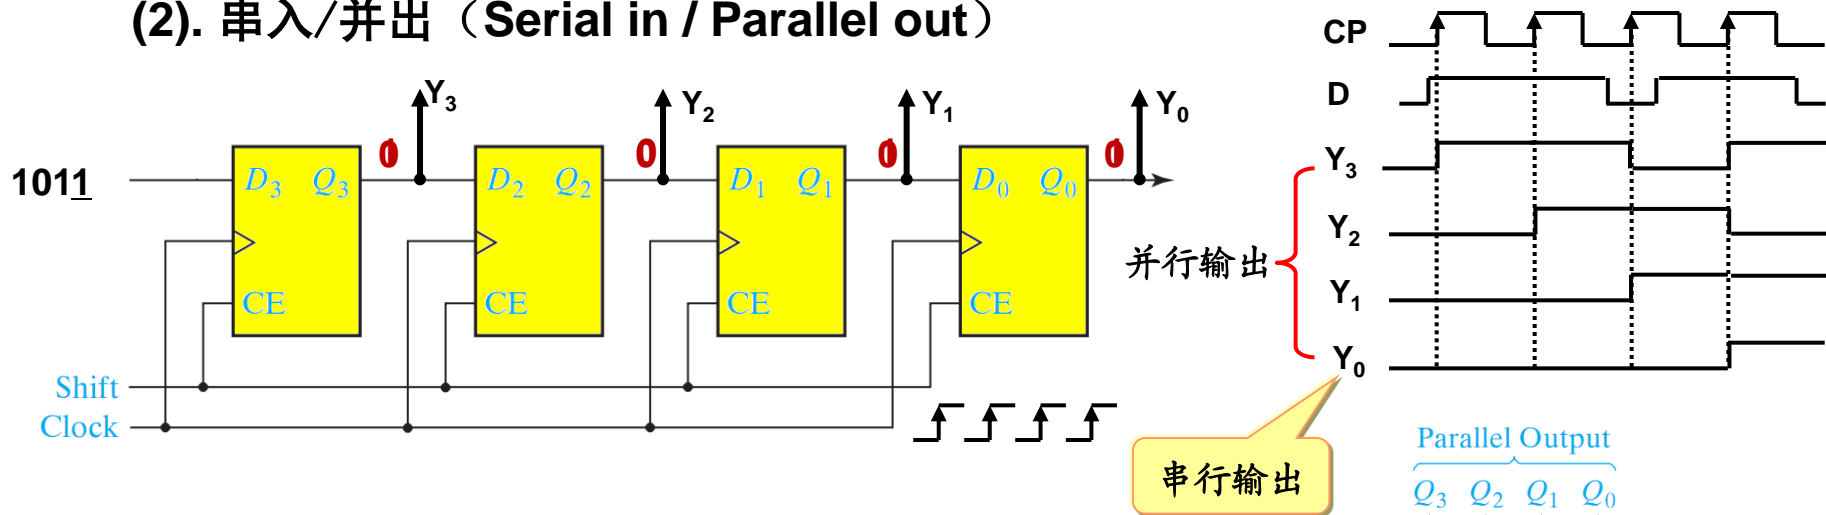 (2). 串入/并出（Serial in / Parallel out）
CP
D
Y3 Y2 Y1 Y0
0 0 0 0
1011
D3 Q3 D2 Q2 D1 Q1 D0 Q0
CE CE CE CE
Shift
Clock
Y3
Y2
并行输出
Y1
Y0
串行输出
Parallel Output
Q3 Q2 Q1 Q0